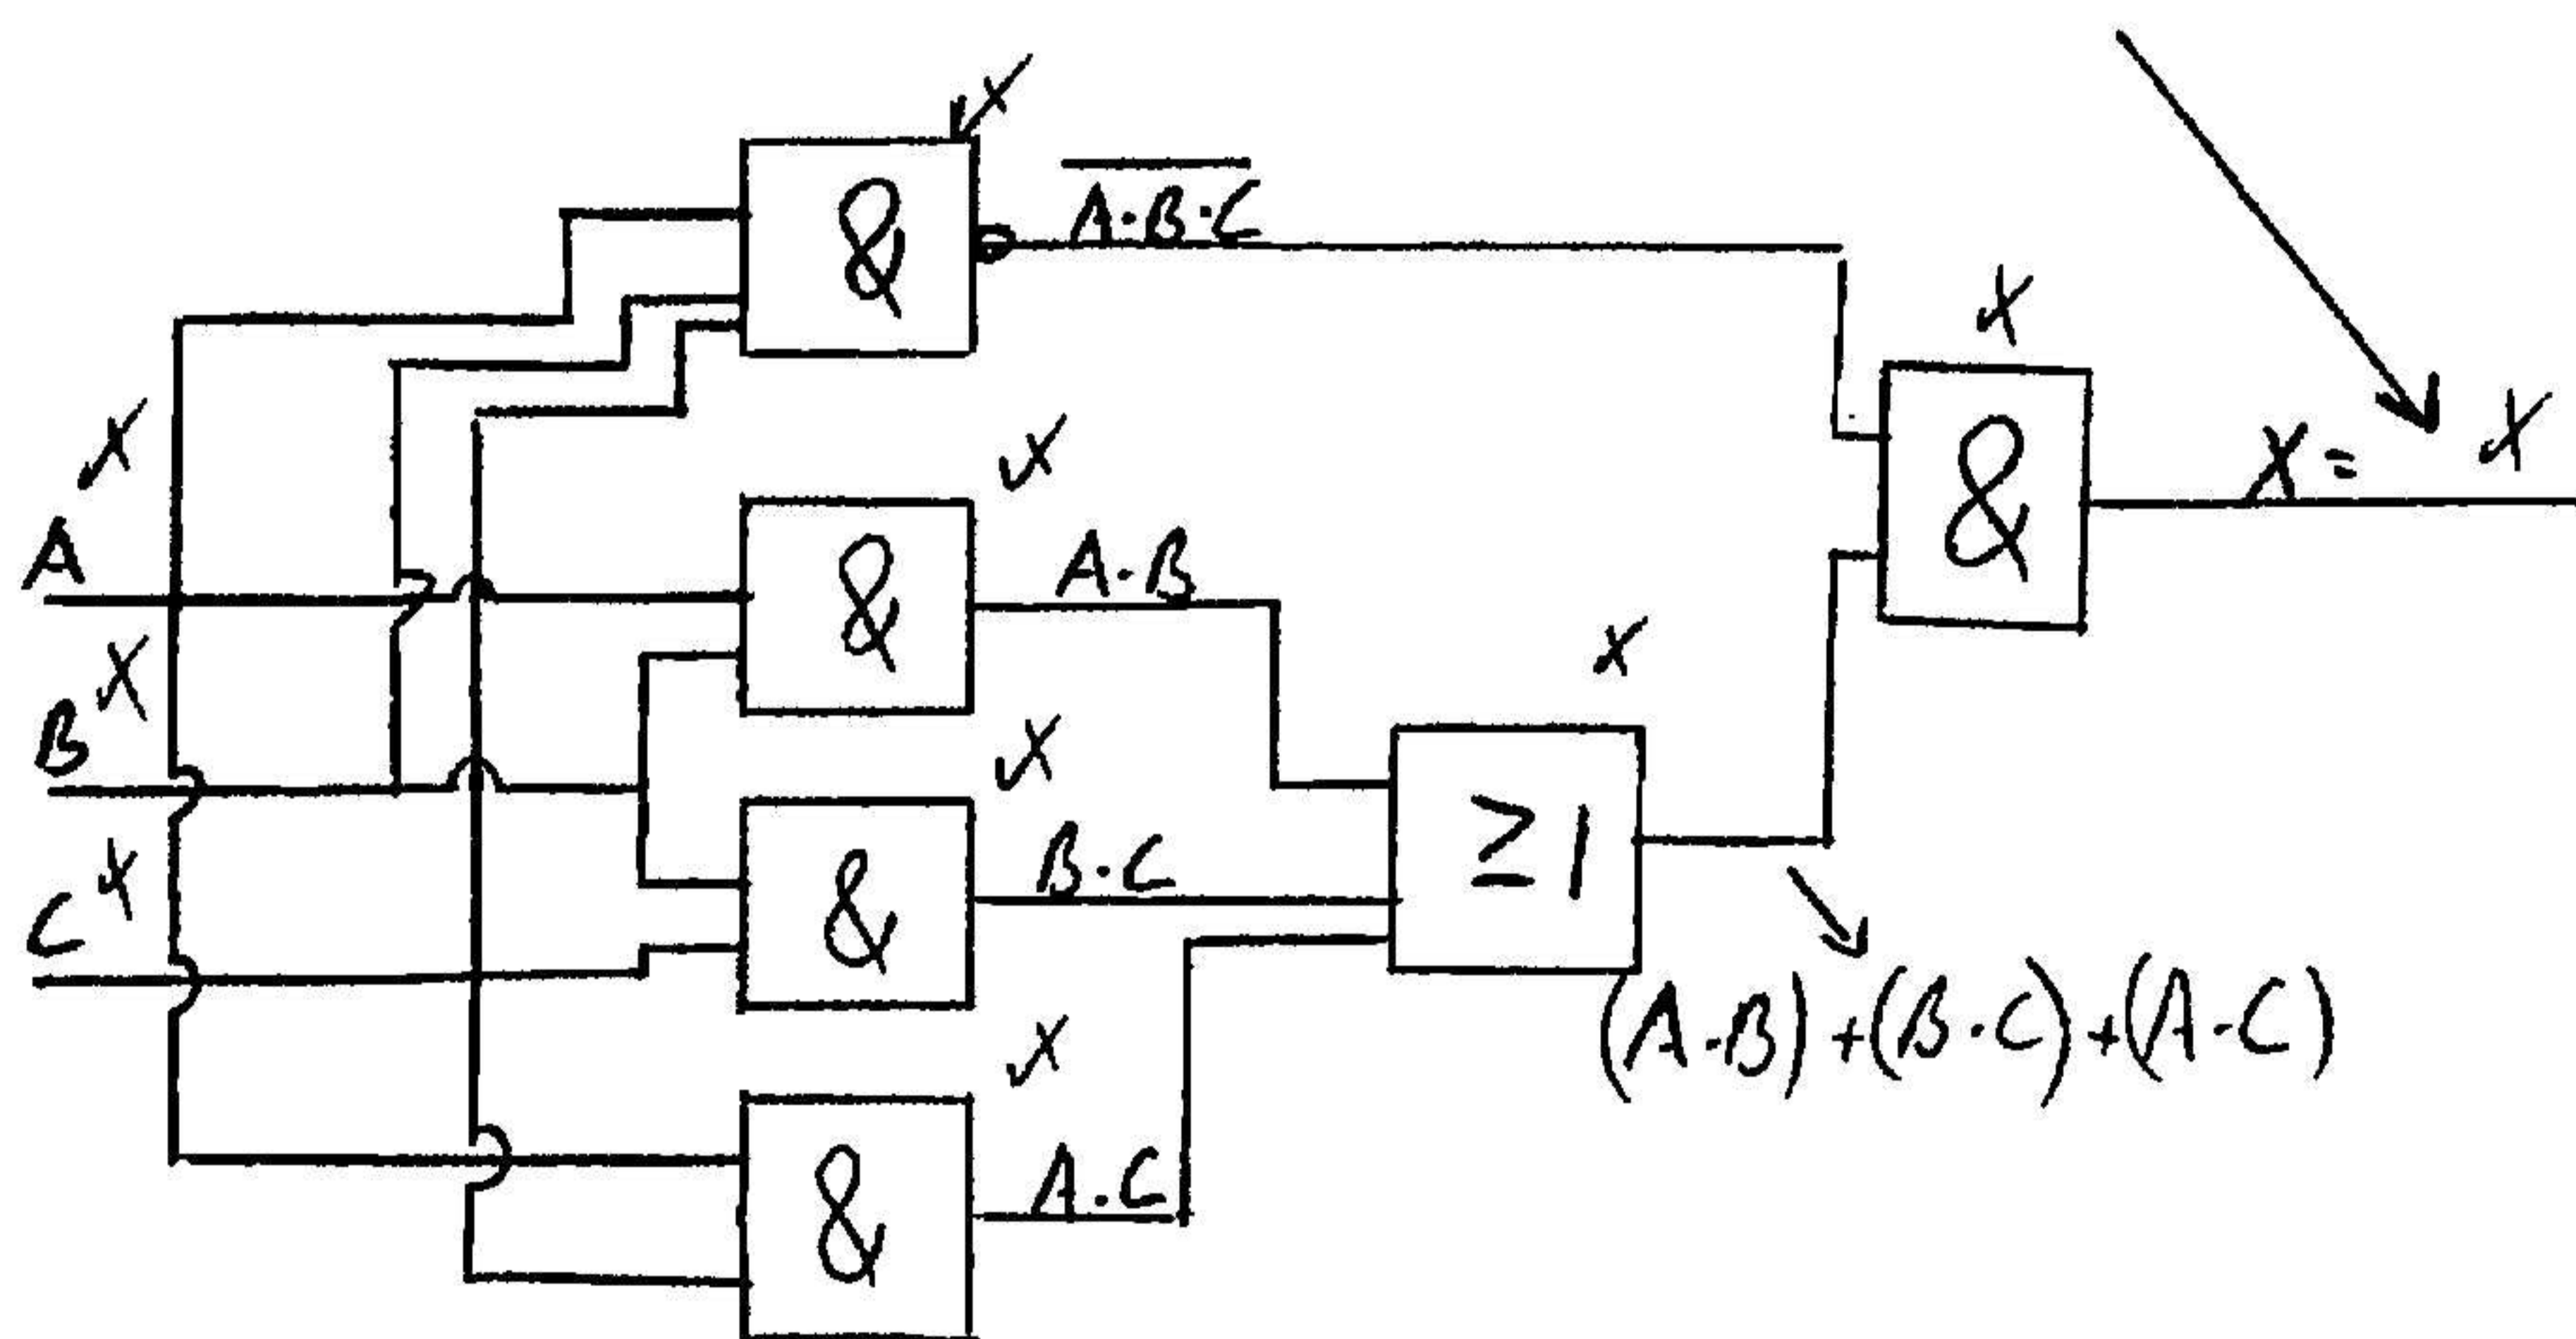 &
A·B·C
A
&
A·B
B
&
B·C
C
&
A·C
≥1
(A·B)+(B·C)+(A·C)
&
X=